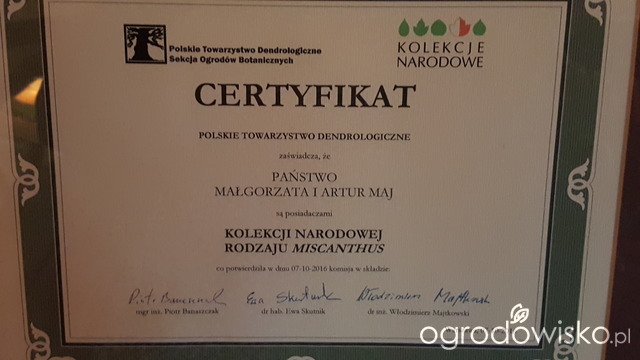 Polskie Towarzystwo Dendrologiczne
Sekcja Ogrodów Botanicznych
KOLEKCJE
NARODOWE
CERTYFIKAT
POLSKIE TOWARZYSTWO DENDROLOGICZNE
zaświadcza, że
PAŃSTWO
MAŁGORZATA I ARTUR MAJ
są posiadaczami
KOLEKCJI NARODOWEJ
RODZAJU MISCANTHUS
co potwierdziła w dniu 07-10-2016 komisja w składzie:
mgr inż. Piotr Banaszczak
dr hab. Ewa Skutnik
dr inż. Włodzimierz Majtkowski
ogrodowisko.pl